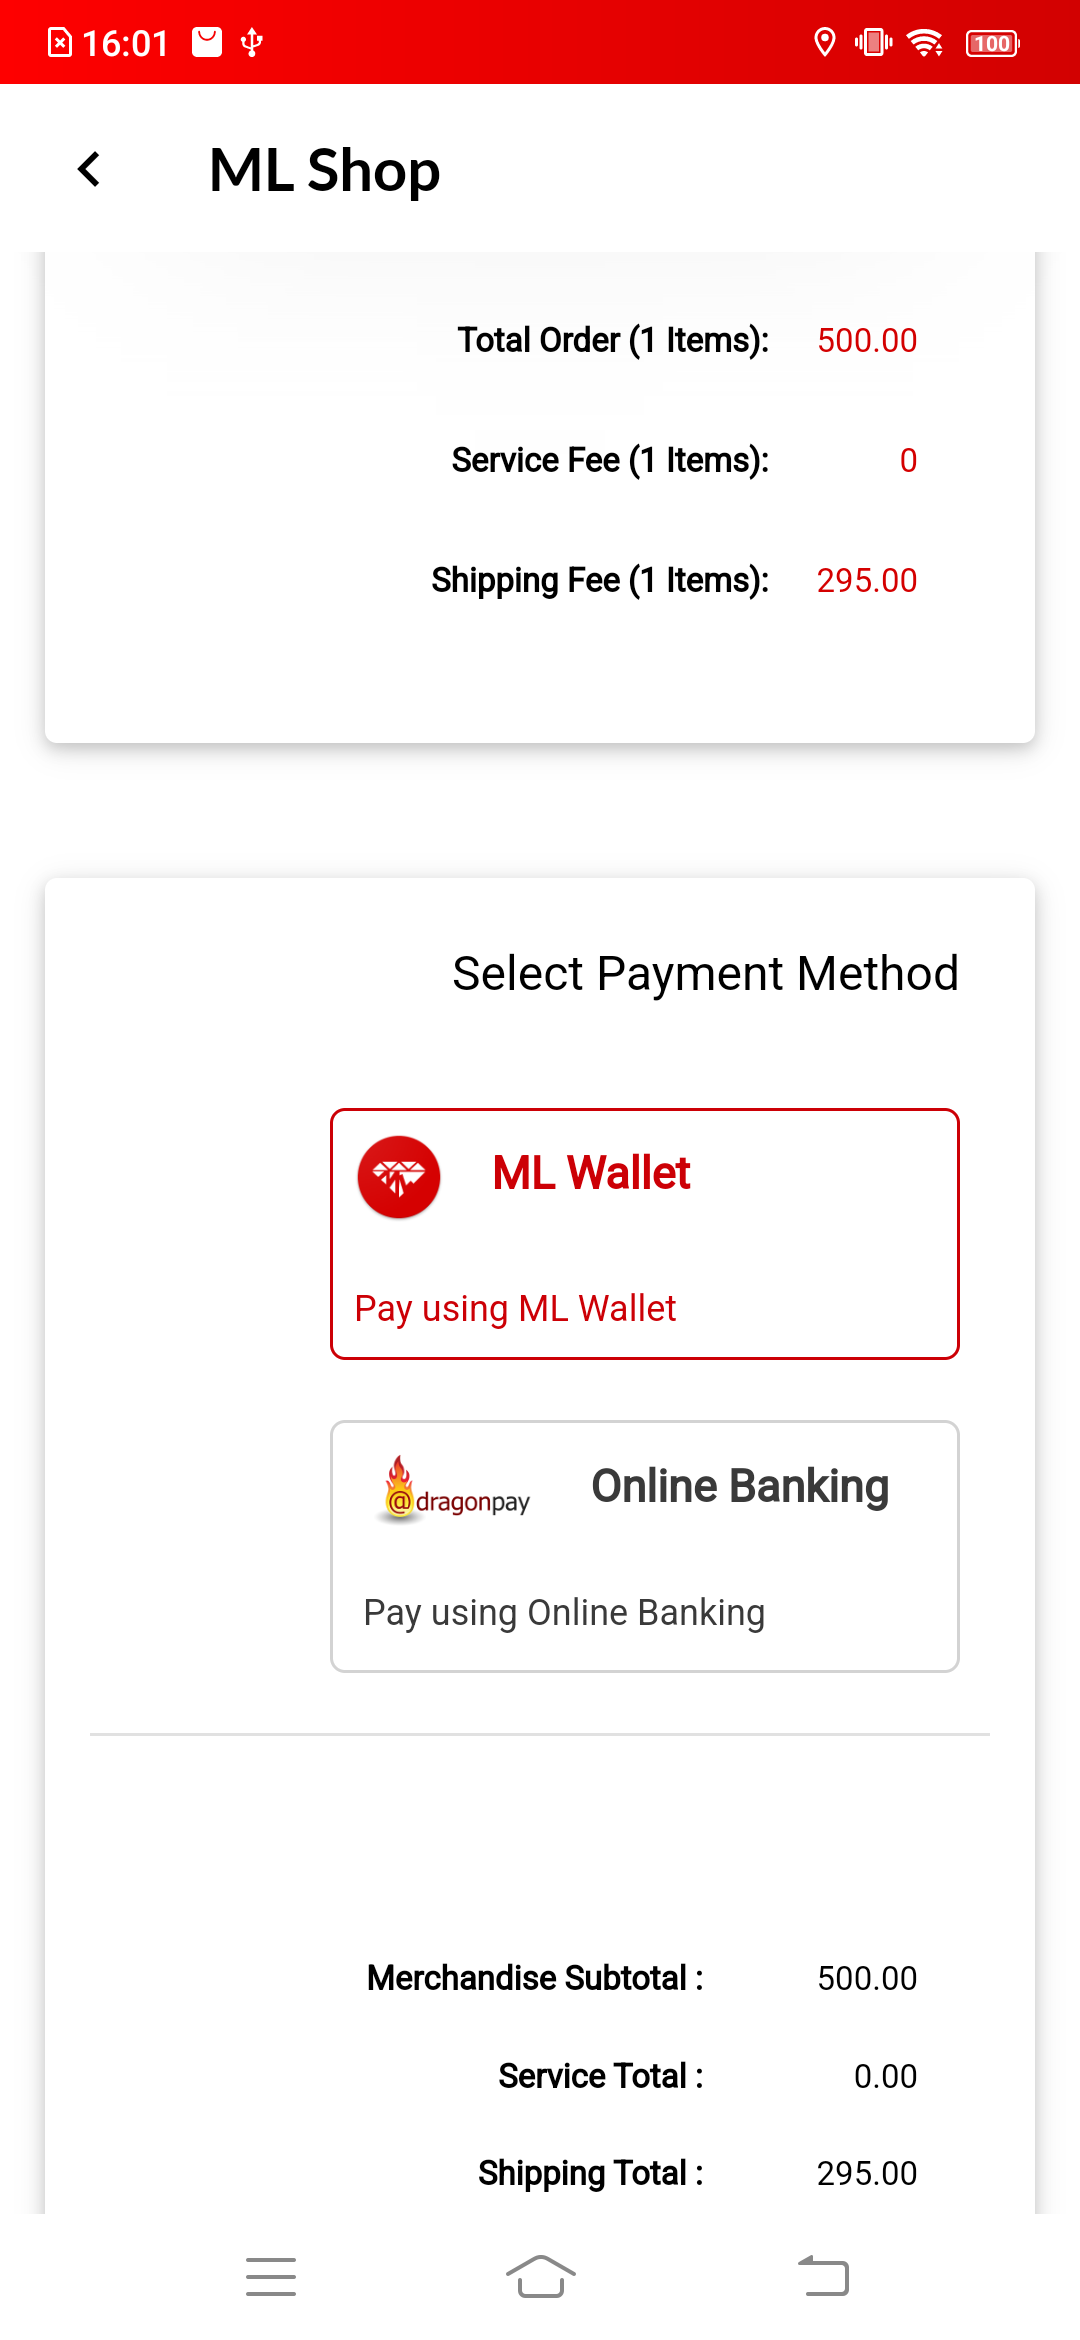 16:01
100
ML Shop
Total Order (1 Items): 500.00
Service Fee (1 Items): 0
Shipping Fee (1 Items): 295.00
Select Payment Method
ML Wallet
Pay using ML Wallet
@dragonpay Online Banking
Pay using Online Banking
Merchandise Subtotal : 500.00
Service Total : 0.00
Shipping Total : 295.00